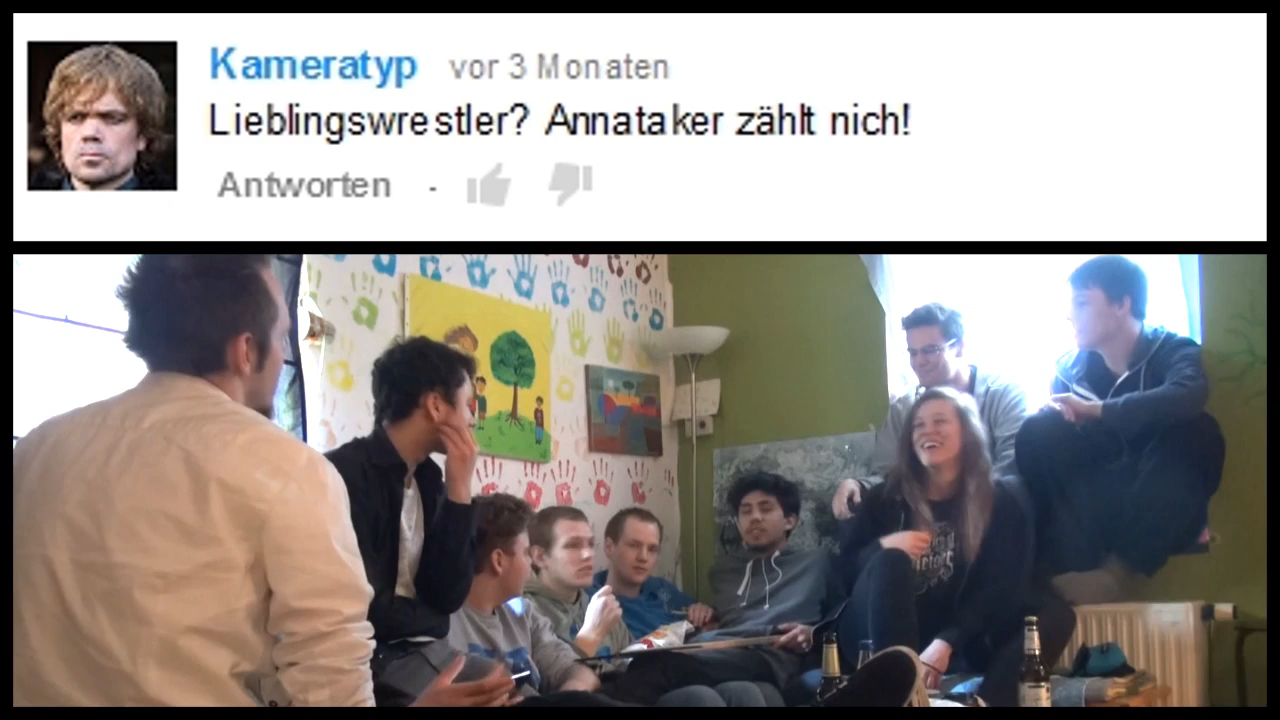 Kameratyp vor 3 Monaten
Lieblingswrestler? Annataker zählt nich!
Antworten ·